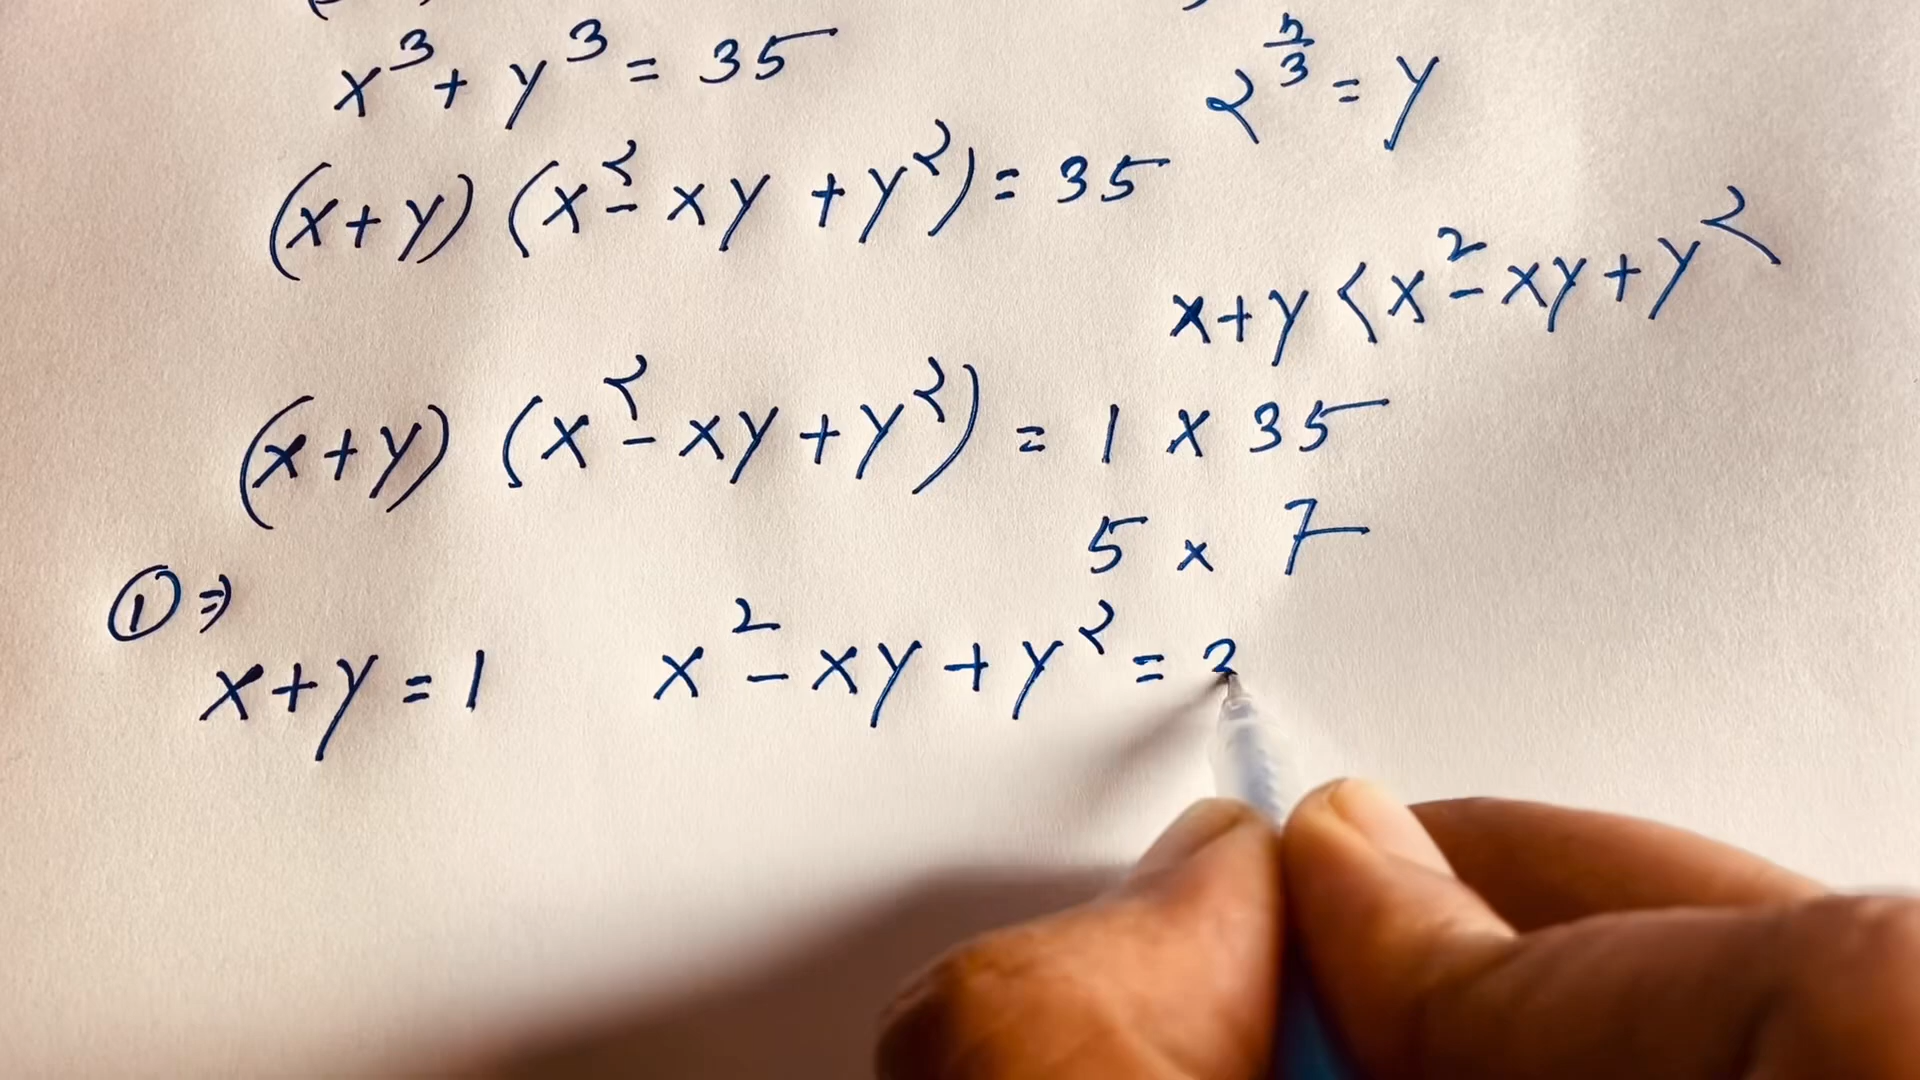 x³ + y³ = 35
2^(n/3) = y
(x+y) (x² - xy + y²) = 35
x+y < x² - xy + y²
(x+y) (x² - xy + y²) = 1 x 35
5 x 7
① ⇒
x+y = 1    x² - xy + y² = 3